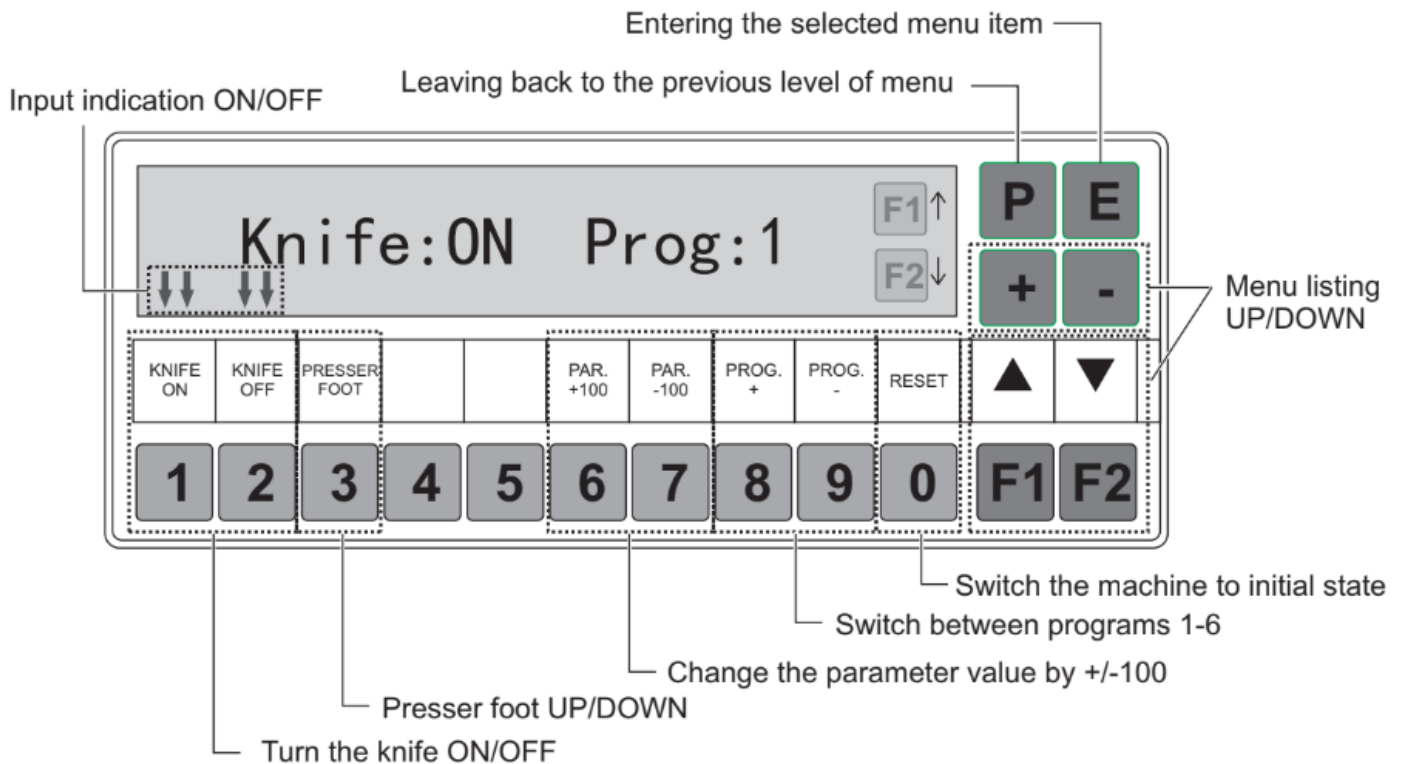 Entering the selected menu item
Leaving back to the previous level of menu
Input indication ON/OFF
Knife:ON Prog:1
F1↑
F2↓
P E
+ -
Menu listing
UP/DOWN
KNIFE
ON
KNIFE
OFF
PRESSER
FOOT
PAR.
+100
PAR.
-100
PROG.
+
PROG.
-
RESET
▲ ▼
1 2 3 4 5 6 7 8 9 0 F1 F2
Switch the machine to initial state
Switch between programs 1-6
Change the parameter value by +/-100
Presser foot UP/DOWN
Turn the knife ON/OFF